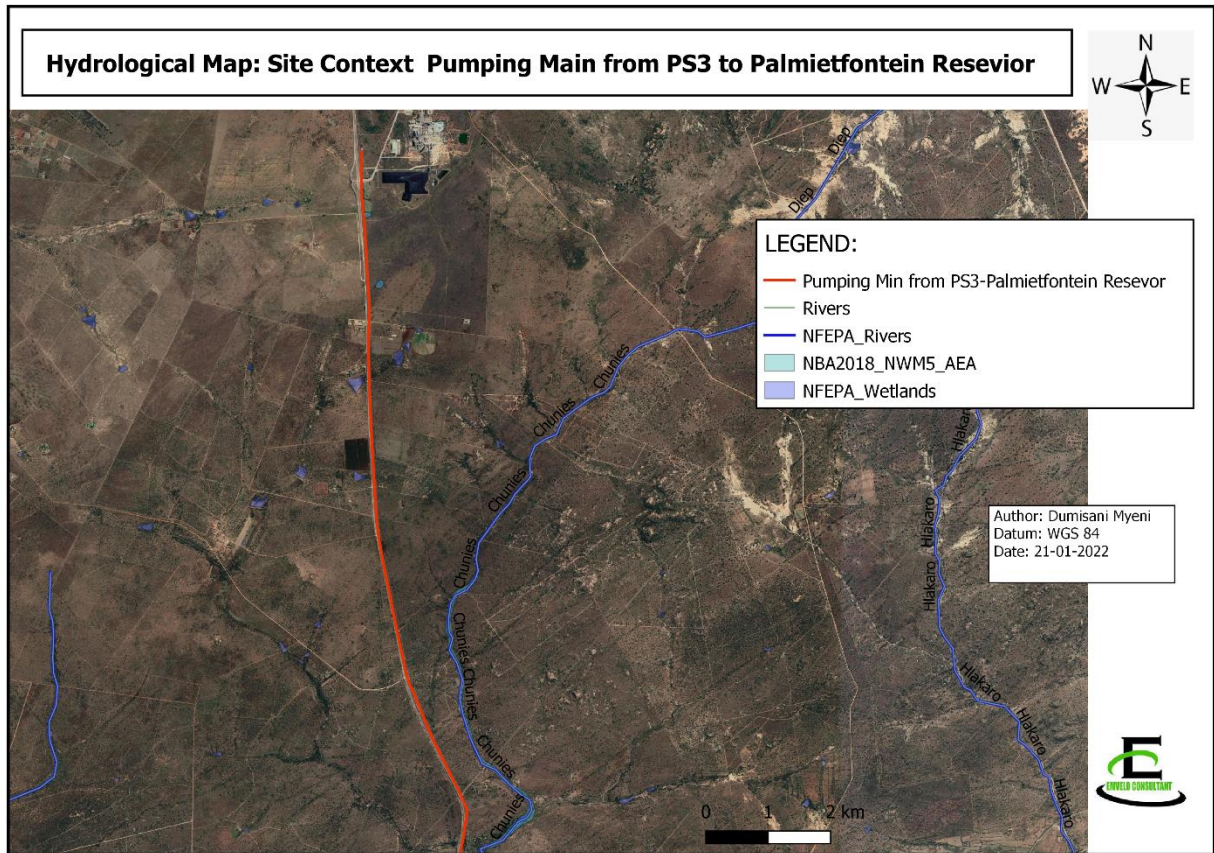 Hydrological Map: Site Context Pumping Main from PS3 to Palmietfontein Resevior
N
W E
S
Diep
Diep
LEGEND:
Pumping Min from PS3-Palmietfontein Resevor
Rivers
NFEPA_Rivers
NBA2018_NWM5_AEA
NFEPA_Wetlands
Chunies
Chunies
Chunies
Chunies
Chunies
Chunies
Chunies
Chunies
Hlakaro
Hlakaro
Hlakaro
Hlakaro
Hlakaro
Hlakaro
Author: Dumisani Myeni
Datum: WGS 84
Date: 21-01-2022
0 1 2 km
E
EMVELO CONSULTANT